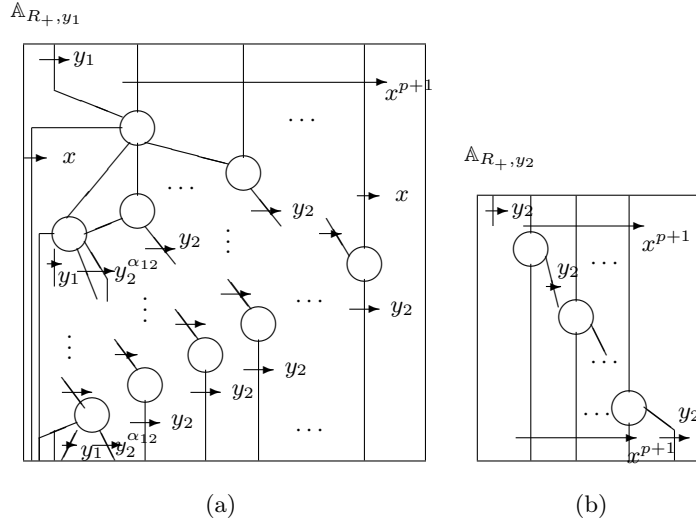 𝔸_{R_+,y_1}
y_1
x^{p+1}
...
x
x
...
y_2
y_2
y_1
y_2^{α_{12}}
...
...
...
y_2
...
y_2
y_2
y_2
y_1
y_2^{α_{12}}
...
(a)
𝔸_{R_+,y_2}
y_2
x^{p+1}
...
y_2
...
...
y_2
x^{p+1}
(b)